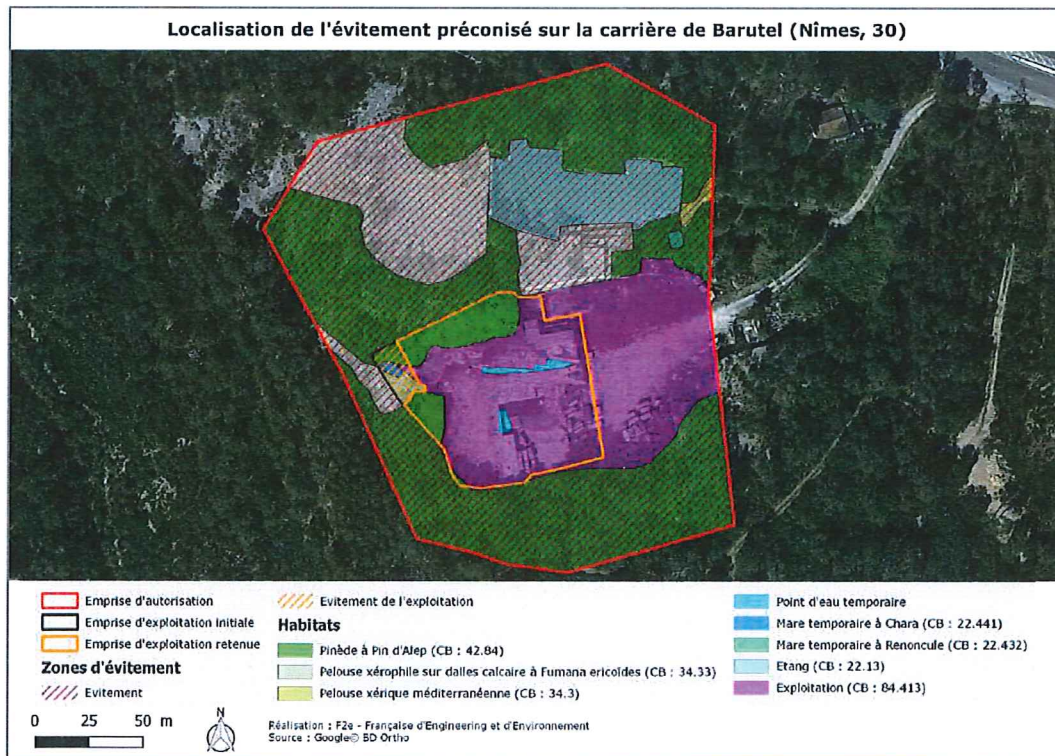 Localisation de l'évitement préconisé sur la carrière de Barutel (Nîmes, 30)
Emprise d'autorisation
Emprise d'exploitation initiale
Emprise d'exploitation retenue
Zones d'évitement
Evitement
Evitement de l'exploitation
Habitats
Pinède à Pin d'Alep (CB : 42.84)
Pelouse xérophile sur dalles calcaire à Fumana ericoïdes (CB : 34.33)
Pelouse xérique méditerranéenne (CB : 34.3)
Point d'eau temporaire
Mare temporaire à Chara (CB : 22.441)
Mare temporaire à Renoncule (CB : 22.432)
Etang (CB : 22.13)
Exploitation (CB : 84.413)
0 25 50 m
N
Réalisation : F2e - Française d'Engineering et d'Environnement
Source : Google© BD Ortho